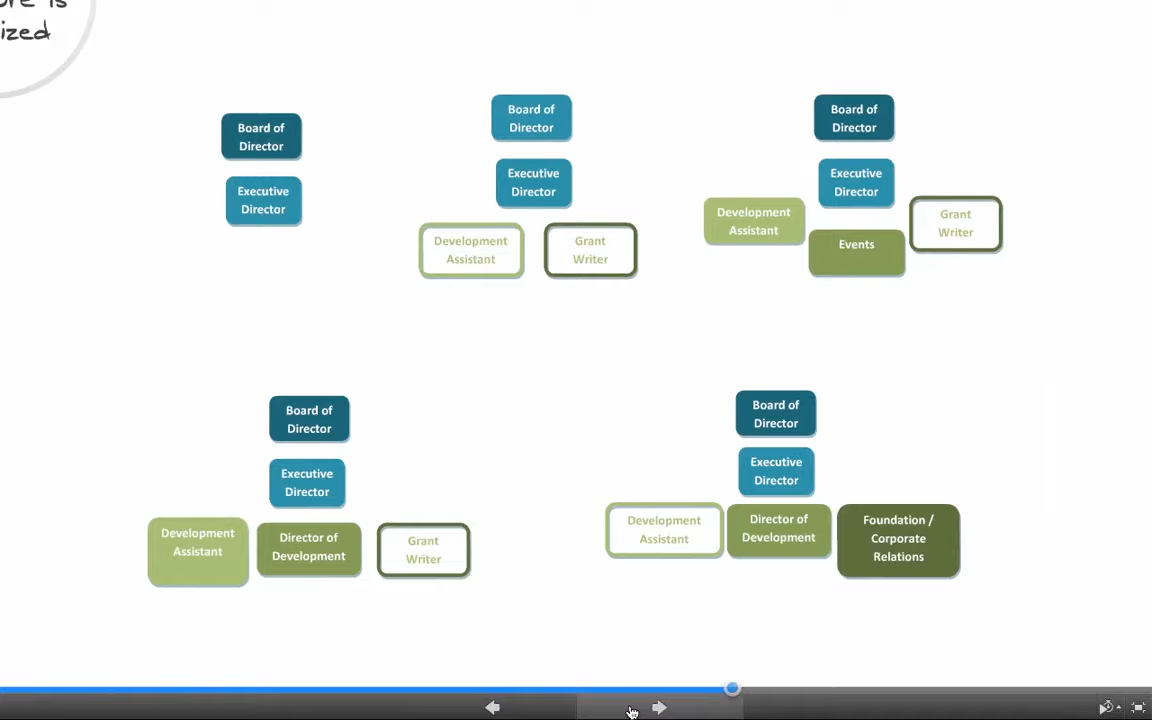 is
ized
Board of
Director
Executive
Director
Board of
Director
Executive
Director
Development
Assistant
Grant
Writer
Board of
Director
Executive
Director
Development
Assistant
Events
Grant
Writer
Board of
Director
Executive
Director
Development
Assistant
Director of
Development
Grant
Writer
Board of
Director
Executive
Director
Development
Assistant
Director of
Development
Foundation /
Corporate
Relations